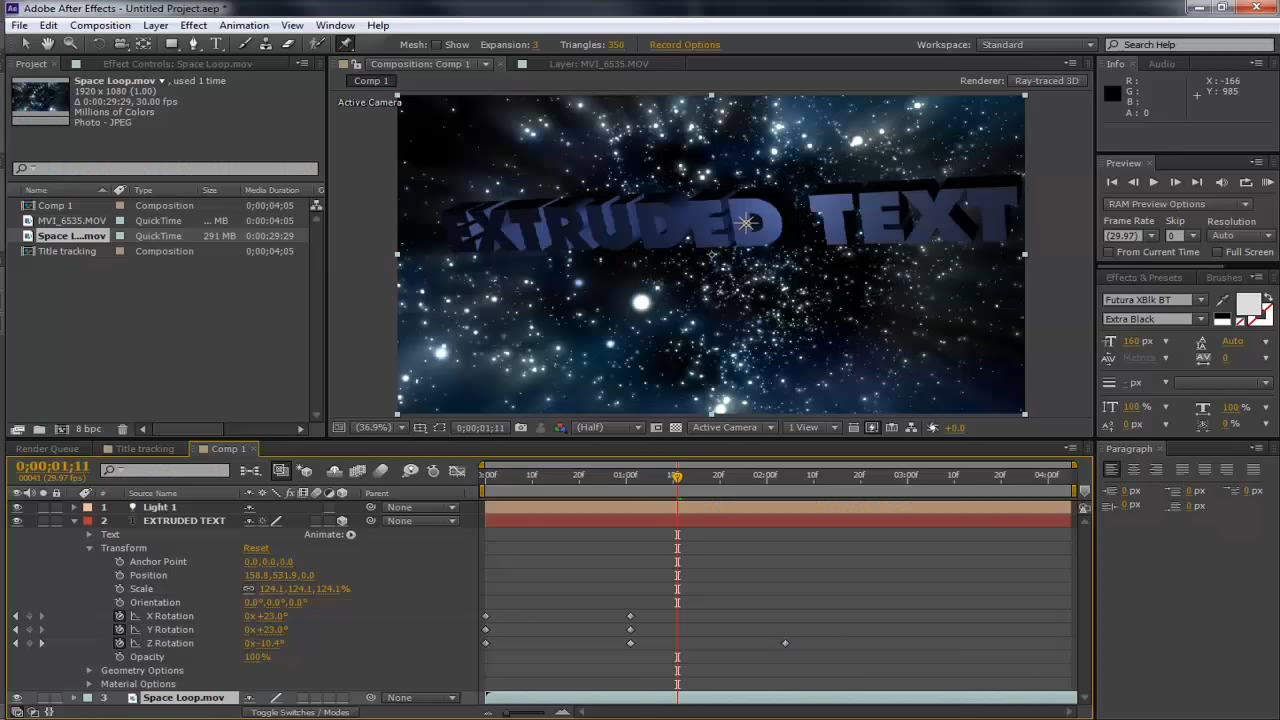 Adobe After Effects - Untitled Project.aep *
File Edit Composition Layer Effect Animation View Window Help
Mesh: Show Expansion: 3 Triangles: 350 Record Options Workspace: Standard Search Help
Project Effect Controls: Space Loop.mov Composition: Comp 1 Layer: MVI_6535.MOV Info Audio
Space Loop.mov, used 1 time
1920 x 1080 (1.00)
Δ 0:00:29:29, 30.00 fps
Millions of Colors
Photo - JPEG
Comp 1 Renderer: Ray-traced 3D
Active Camera
R: X: -166
G: Y: 985
B:
A: 0
EXTRUDED TEXT
Name Type Size Media Duration
Comp 1 Composition 0;00;04;05
MVI_6535.MOV QuickTime ... MB 0;00;04;05
Space L...mov QuickTime 291 MB 0:00:29:29
Title tracking Composition 0;00;04;05
8 bpc
(36.9%) 0;00;01;11 (Half) Active Camera 1 View +0.0
Preview
RAM Preview Options
Frame Rate Skip Resolution
(29.97) 0 Auto
From Current Time Full Screen
Effects & Presets Brushes
Futura XBlk BT
Extra Black
160 px Auto
Metrics 0
- px
100 % 100 %
0 px 0 %
Paragraph
0 px 0 px 0 px
0 px 0 px
Render Queue Title tracking Comp 1
0;00;01;11
00041 (29.97 fps)
:00f 10f 20f 01:00f 20f 02:00f 10f 20f 03:00f 10f 20f 04:00f
# Source Name Parent
1 Light 1 None
2 EXTRUDED TEXT None
Text Animate:
Transform Reset
Anchor Point 0.0,0.0,0.0
Position 158.8,531.9,0.0
Scale 124.1,124.1,124.1%
Orientation 0.0°,0.0°,0.0°
X Rotation 0x+23.0°
Y Rotation 0x+23.0°
Z Rotation 0x-10.4°
Opacity 100%
Geometry Options
Material Options
3 Space Loop.mov None
Toggle Switches / Modes